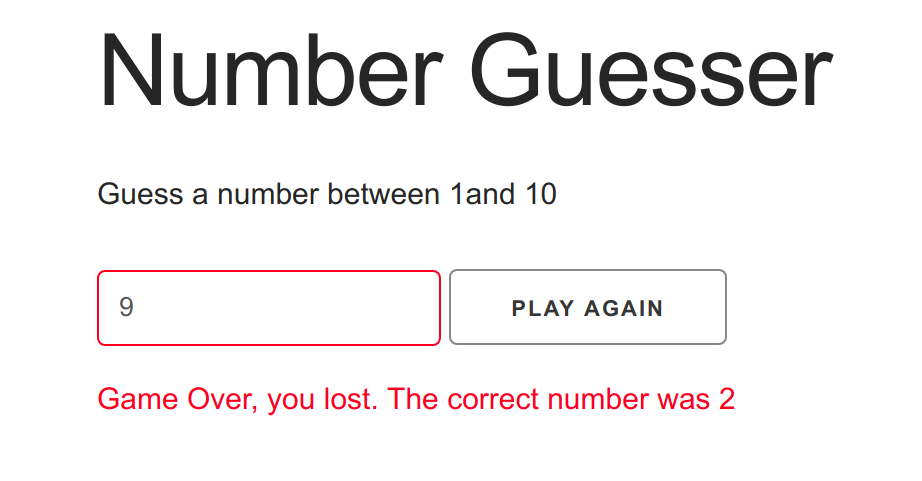 Number Guesser
Guess a number between 1and 10
9
PLAY AGAIN
Game Over, you lost. The correct number was 2